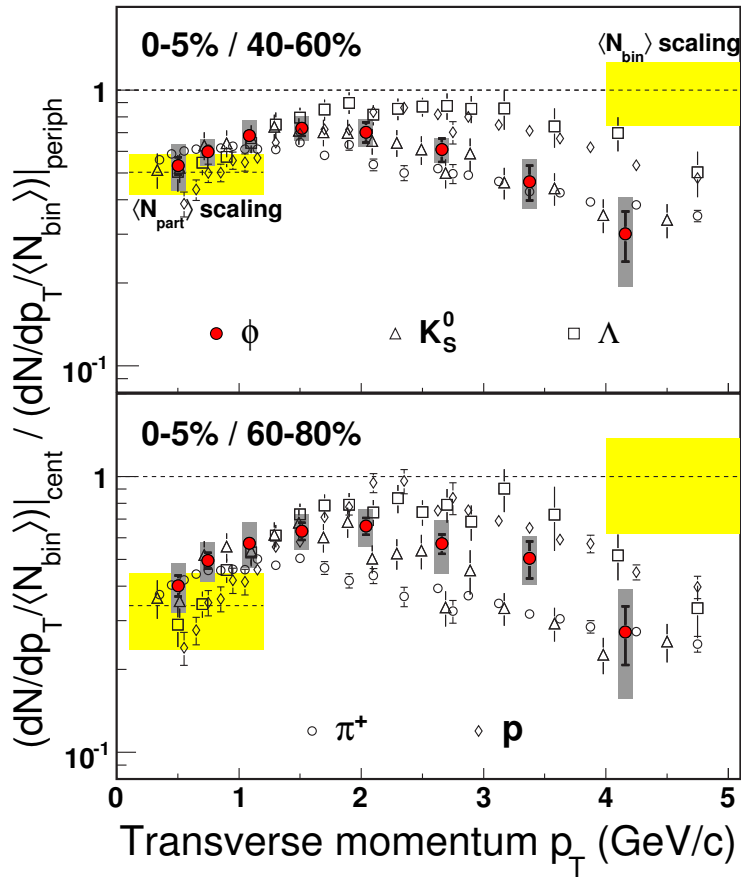 (dN/dp_T/⟨N_bin⟩)|_cent / (dN/dp_T/⟨N_bin⟩)|_periph
0-5% / 40-60%
⟨N_bin⟩ scaling
1
⟨N_part⟩ scaling
ϕ K_S^0 Λ
10^-1
0-5% / 60-80%
1
π^+ p
10^-1
0 1 2 3 4 5
Transverse momentum p_T (GeV/c)